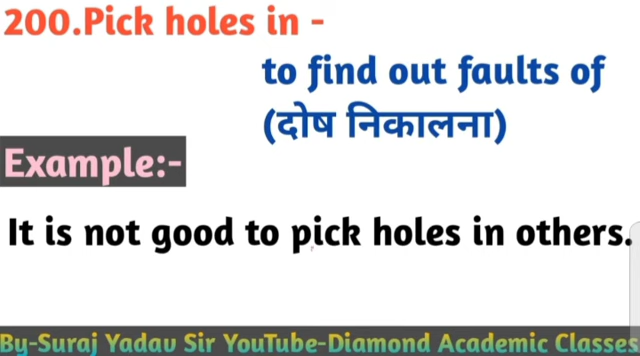 200.Pick holes in -
to find out faults of
(दोष निकालना)
Example:-
It is not good to pick holes in others.
By-Suraj Yadav Sir YouTube-Diamond Academic Classes